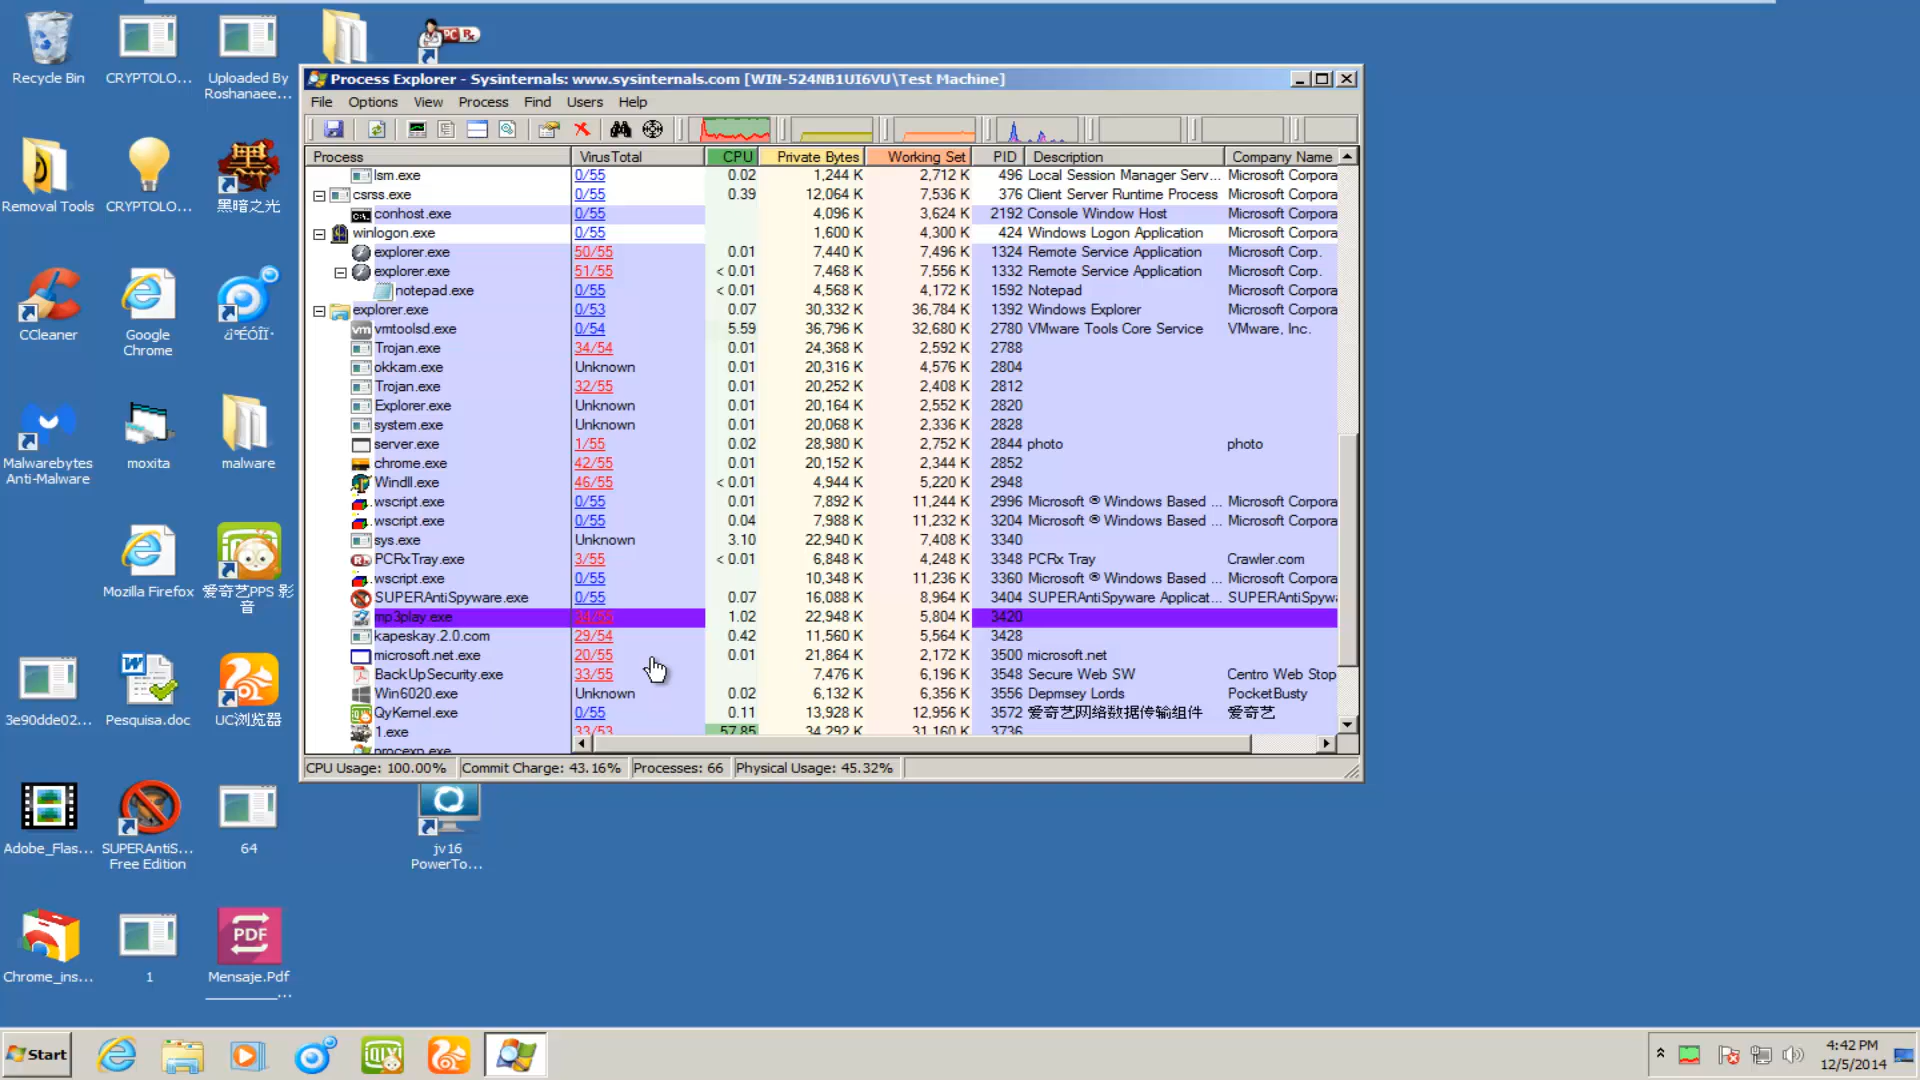 Recycle Bin
CRYPTOLO...
Uploaded By
Roshanaee...
PC Rx
Removal Tools
CRYPTOLO...
黑暗之光
CCleaner
Google
Chrome
Malwarebytes
Anti-Malware
moxita
malware
Mozilla Firefox
爱奇艺PPS 影
音
3e90dde02...
Pesquisa.doc
UC浏览器
Adobe_Flas...
SUPERAntiS...
Free Edition
64
jv16
PowerTo...
Chrome_ins...
1
PDF
Mensaje.Pdf
Process Explorer - Sysinternals: www.sysinternals.com [WIN-524NB1UI6VU\Test Machine]
File Options View Process Find Users Help
Process VirusTotal CPU Private Bytes Working Set PID Description Company Name
lsm.exe 0/55 0.02 1,244 K 2,712 K 496 Local Session Manager Serv... Microsoft Corpora
csrss.exe 0/55 0.39 12,064 K 7,536 K 376 Client Server Runtime Process Microsoft Corpora
conhost.exe 0/55 4,096 K 3,624 K 2192 Console Window Host Microsoft Corpora
winlogon.exe 0/55 1,600 K 4,300 K 424 Windows Logon Application Microsoft Corpora
explorer.exe 50/55 0.01 7,440 K 7,496 K 1324 Remote Service Application Microsoft Corp.
explorer.exe 51/55 < 0.01 7,468 K 7,556 K 1332 Remote Service Application Microsoft Corp.
notepad.exe 0/55 < 0.01 4,568 K 4,172 K 1592 Notepad Microsoft Corpora
explorer.exe 0/53 0.07 30,332 K 36,784 K 1392 Windows Explorer Microsoft Corpora
vmtoolsd.exe 0/54 5.59 36,796 K 32,680 K 2780 VMware Tools Core Service VMware, Inc.
Trojan.exe 34/54 0.01 24,368 K 2,592 K 2788
okkam.exe Unknown 0.01 20,316 K 4,576 K 2804
Trojan.exe 32/55 0.01 20,252 K 2,408 K 2812
Explorer.exe Unknown 0.01 20,164 K 2,552 K 2820
system.exe Unknown 0.01 20,068 K 2,336 K 2828
server.exe 1/55 0.02 28,980 K 2,752 K 2844 photo photo
chrome.exe 42/55 0.01 20,152 K 2,344 K 2852
Windll.exe 46/55 < 0.01 4,944 K 5,220 K 2948
wscript.exe 0/55 0.01 7,892 K 11,244 K 2996 Microsoft ® Windows Based ... Microsoft Corpora
wscript.exe 0/55 0.04 7,988 K 11,232 K 3204 Microsoft ® Windows Based ... Microsoft Corpora
sys.exe Unknown 3.10 22,940 K 7,408 K 3340
PCRxTray.exe 3/55 < 0.01 6,848 K 4,248 K 3348 PCRx Tray Crawler.com
wscript.exe 0/55 10,348 K 11,236 K 3360 Microsoft ® Windows Based ... Microsoft Corpora
SUPERAntiSpyware.exe 0/55 0.07 16,088 K 8,964 K 3404 SUPERAntiSpyware Applicat... SUPERAntiSpyw
mp3play.exe 34/55 1.02 22,948 K 5,804 K 3420
kapeskay.2.0.com 29/54 0.42 11,560 K 5,564 K 3428
microsoft.net.exe 20/55 0.01 21,864 K 2,172 K 3500 microsoft.net
BackUpSecurity.exe 33/55 7,476 K 6,196 K 3548 Secure Web SW Centro Web Stop
Win6020.exe Unknown 0.02 6,132 K 6,356 K 3556 Depmsey Lords PocketBusty
QyKernel.exe 0/55 0.11 13,928 K 12,956 K 3572 爱奇艺网络数据传输组件 爱奇艺
1.exe 33/53 57.85 34,292 K 31,160 K 3736
procexp.exe
CPU Usage: 100.00% Commit Charge: 43.16% Processes: 66 Physical Usage: 45.32%
Start
4:42 PM
12/5/2014